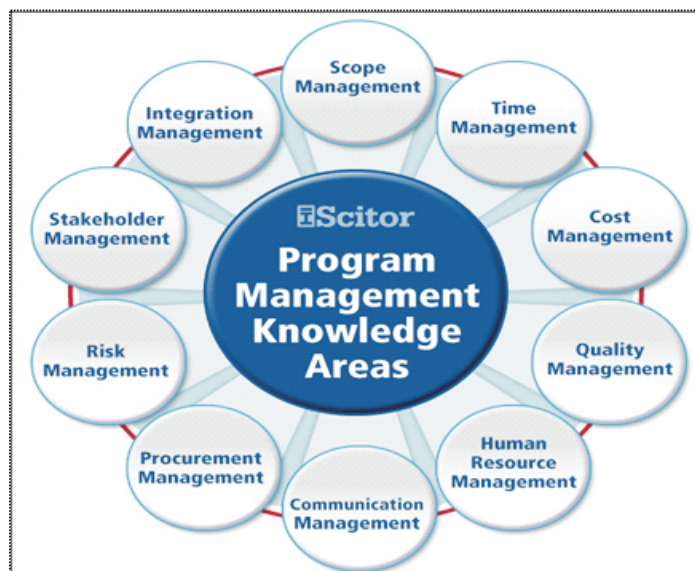 Scitor
Program
Management
Knowledge
Areas
Scope
Management
Time
Management
Cost
Management
Quality
Management
Human
Resource
Management
Communication
Management
Procurement
Management
Risk
Management
Stakeholder
Management
Integration
Management